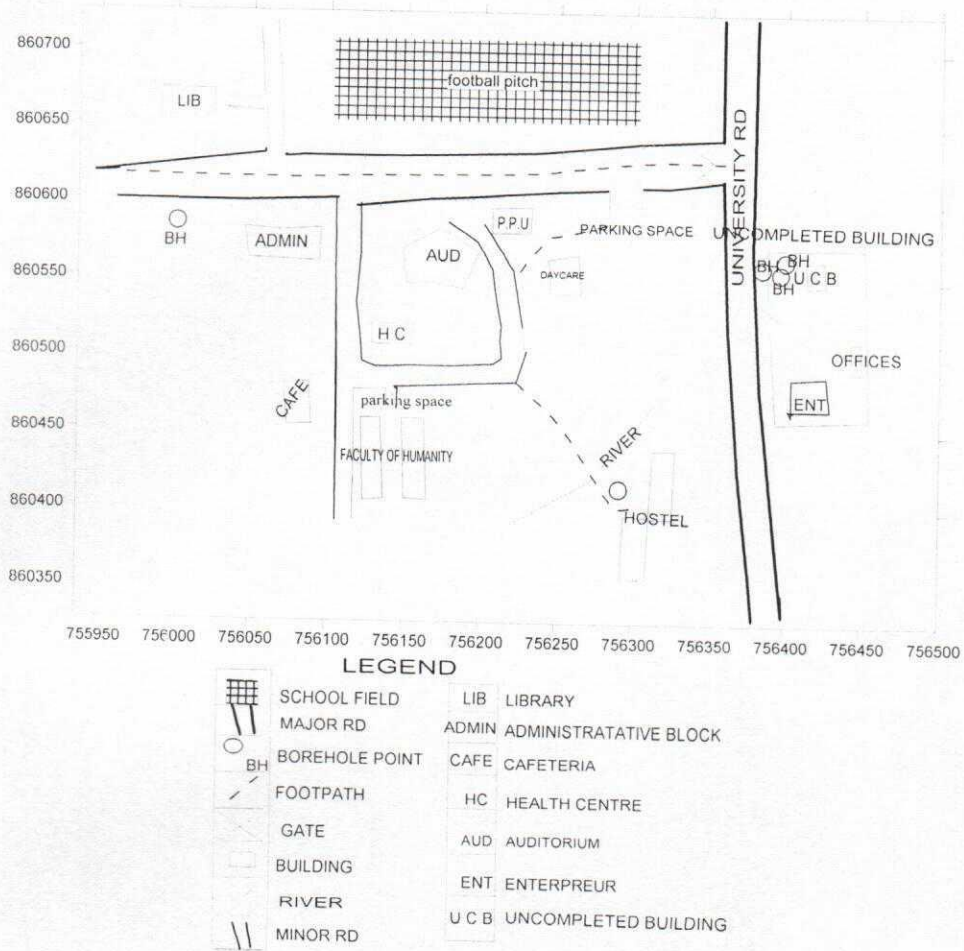 860700
football pitch
LIB
860650
UNIVERSITY RD
860600
BH
ADMIN
P.P.U
PARKING SPACE
UNCOMPLETED BUILDING
AUD
860550
DAYCARE
BH
BH
U C B
BH
H C
860500
OFFICES
CAFE
parking space
ENT
860450
FACULTY OF HUMANITY
RIVER
860400
HOSTEL
860350
755950 756000 756050 756100 756150 756200 756250 756300 756350 756400 756450 756500
LEGEND
SCHOOL FIELD
MAJOR RD
BH BOREHOLE POINT
FOOTPATH
GATE
BUILDING
RIVER
MINOR RD
LIB LIBRARY
ADMIN ADMINISTRATATIVE BLOCK
CAFE CAFETERIA
HC HEALTH CENTRE
AUD AUDITORIUM
ENT ENTERPREUR
U C B UNCOMPLETED BUILDING